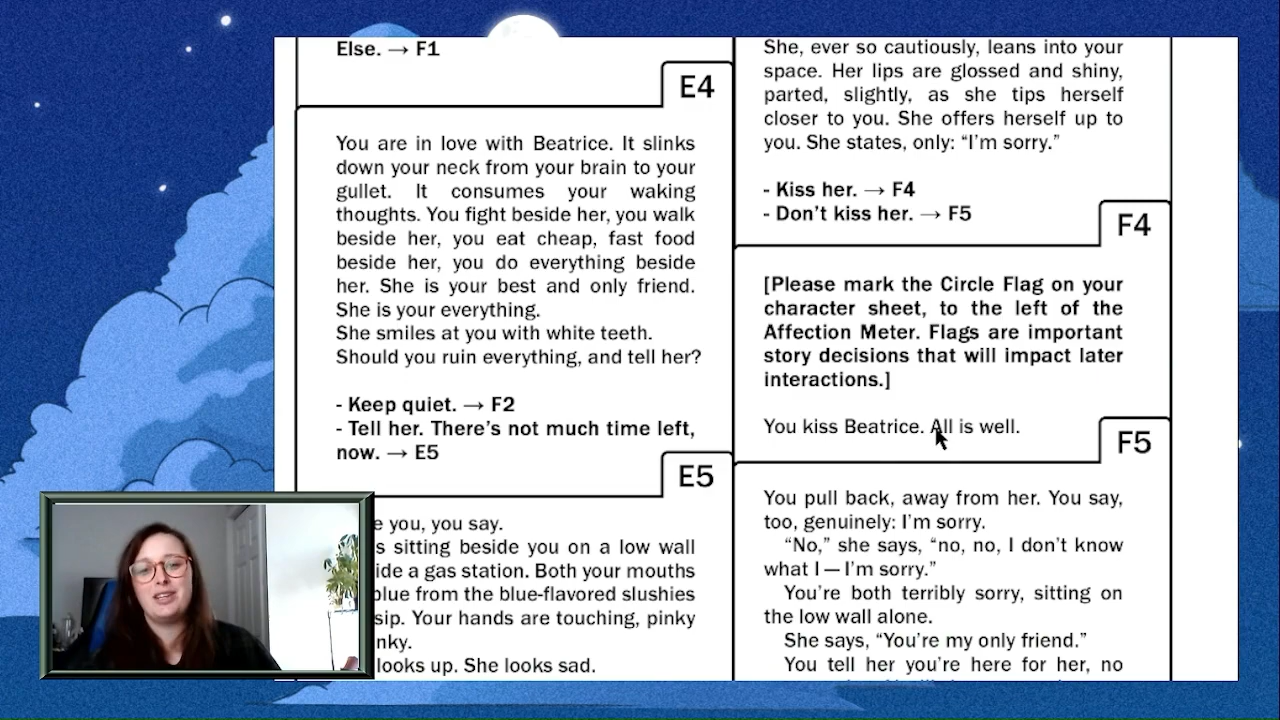 Else. → F1
E4
You are in love with Beatrice. It slinks
down your neck from your brain to your
gullet. It consumes your waking
thoughts. You fight beside her, you walk
beside her, you eat cheap, fast food
beside her, you do everything beside
her. She is your best and only friend.
She is your everything.
She smiles at you with white teeth.
Should you ruin everything, and tell her?
- Keep quiet. → F2
- Tell her. There’s not much time left,
now. → E5
E5
you, you say.
sitting beside you on a low wall
a gas station. Both your mouths
blue from the blue-flavored slushies
sip. Your hands are touching, pinky
looks up. She looks sad.
She, ever so cautiously, leans into your
space. Her lips are glossed and shiny,
parted, slightly, as she tips herself
closer to you. She offers herself up to
you. She states, only: “I’m sorry.”
- Kiss her. → F4
- Don’t kiss her. → F5
F4
[Please mark the Circle Flag on your
character sheet, to the left of the
Affection Meter. Flags are important
story decisions that will impact later
interactions.]
You kiss Beatrice. All is well.
F5
You pull back, away from her. You say,
too, genuinely: I’m sorry.
“No,” she says, “no, no, I don’t know
what I — I’m sorry.”
You’re both terribly sorry, sitting on
the low wall alone.
She says, “You’re my only friend.”
You tell her you’re here for her, no